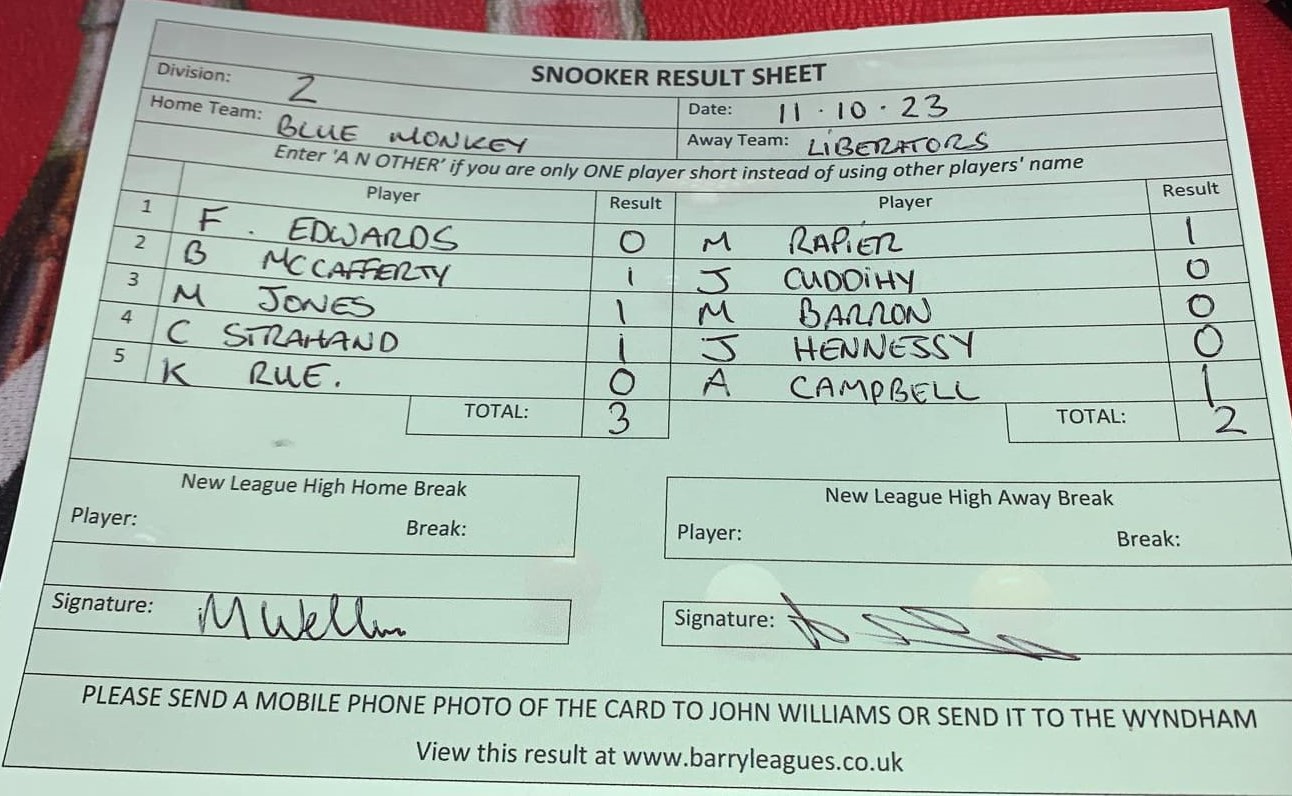 SNOOKER RESULT SHEET
Division: 2
Date: 11 · 10 · 23
Home Team: BLUE MONKEY
Away Team: LIBERATORS
Enter 'A N OTHER' if you are only ONE player short instead of using other players' name
Player Result Player Result
1 F. EDWARDS 0 M RAPIER 1
2 B MCCAFFERTY 1 J CUDDIHY 0
3 M JONES 1 M BARRON 0
4 C STRAHAND 1 J HENNESSY 0
5 K RUE. 0 A CAMPBELL 1
TOTAL: 3 TOTAL: 2
New League High Home Break
Player: Break:
New League High Away Break
Player: Break:
Signature:
Signature:
PLEASE SEND A MOBILE PHONE PHOTO OF THE CARD TO JOHN WILLIAMS OR SEND IT TO THE WYNDHAM
View this result at www.barryleagues.co.uk